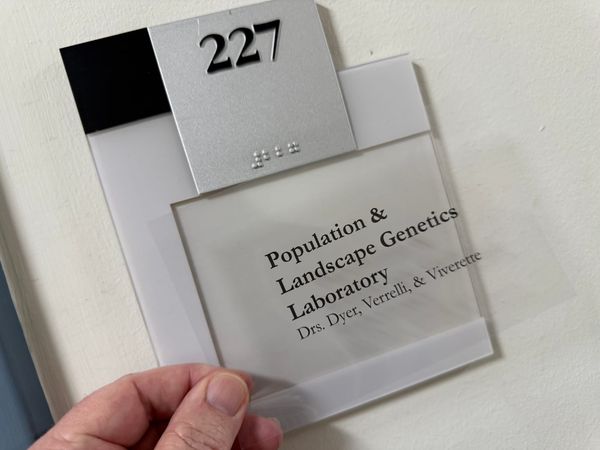 227
⠼⠃⠃⠛
Population &
Landscape Genetics
Laboratory
Drs. Dyer, Verrelli, & Viverette